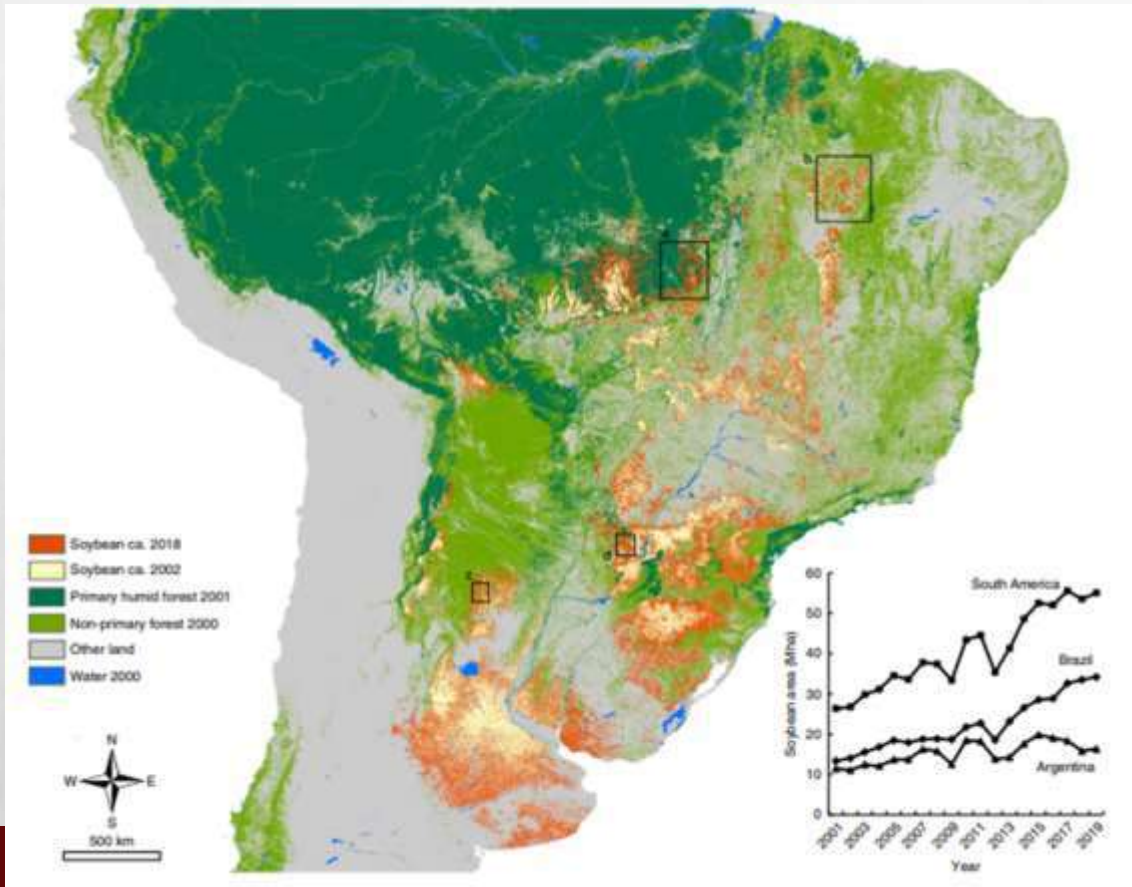 Soybean ca. 2018
Soybean ca. 2002
Primary humid forest 2001
Non-primary forest 2000
Other land
Water 2000
N
W
E
S
500 km
b
c
d
South America
Brazil
Argentina
Soybean area (Mha)
60
50
40
30
20
10
0
2001
2003
2005
2007
2009
2011
2013
2015
2017
2019
Year